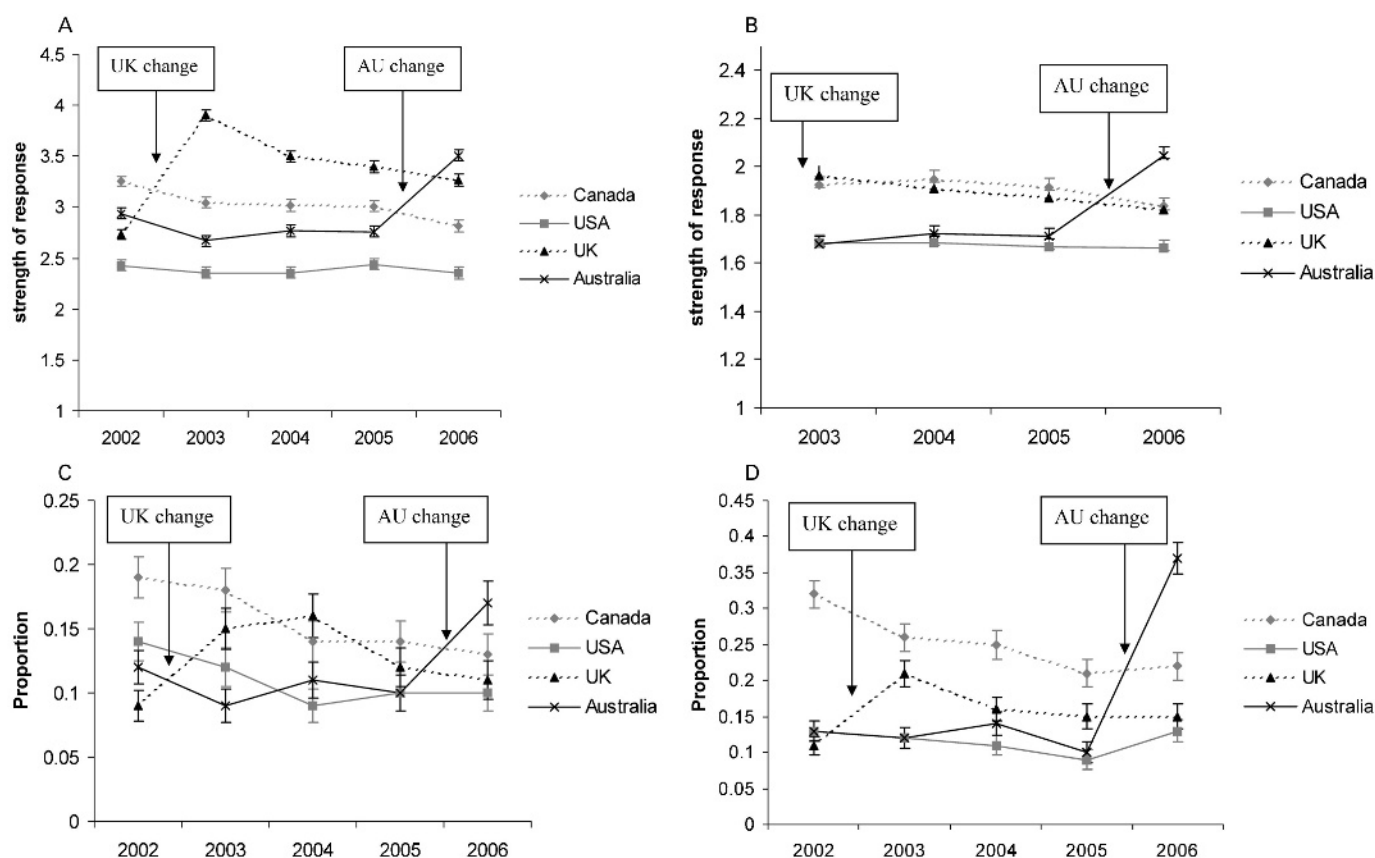 A
UK change
AU change
strength of response
4.5
4
3.5
3
2.5
2
1.5
1
2002 2003 2004 2005 2006
Canada
USA
UK
Australia
B
UK change
AU change
strength of response
2.4
2.2
2
1.8
1.6
1.4
1.2
1
2003 2004 2005 2006
Canada
USA
UK
Australia
C
UK change
AU change
Proportion
0.25
0.2
0.15
0.1
0.05
0
2002 2003 2004 2005 2006
Canada
USA
UK
Australia
D
UK change
AU change
Proportion
0.45
0.4
0.35
0.3
0.25
0.2
0.15
0.1
0.05
0
2002 2003 2004 2005 2006
Canada
USA
UK
Australia